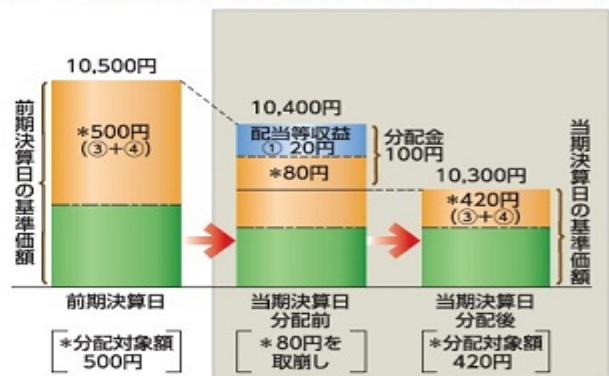 10,500円
前期決算日の基準価額
*500円
(③+④)
前期決算日
*分配対象額
500円
10,400円
配当等収益
① 20円
*80円
分配金
100円
当期決算日
分配前
*80円を
取崩し
10,300円
*420円
(③+④)
当期決算日の基準価額
当期決算日
分配後
*分配対象額
420円